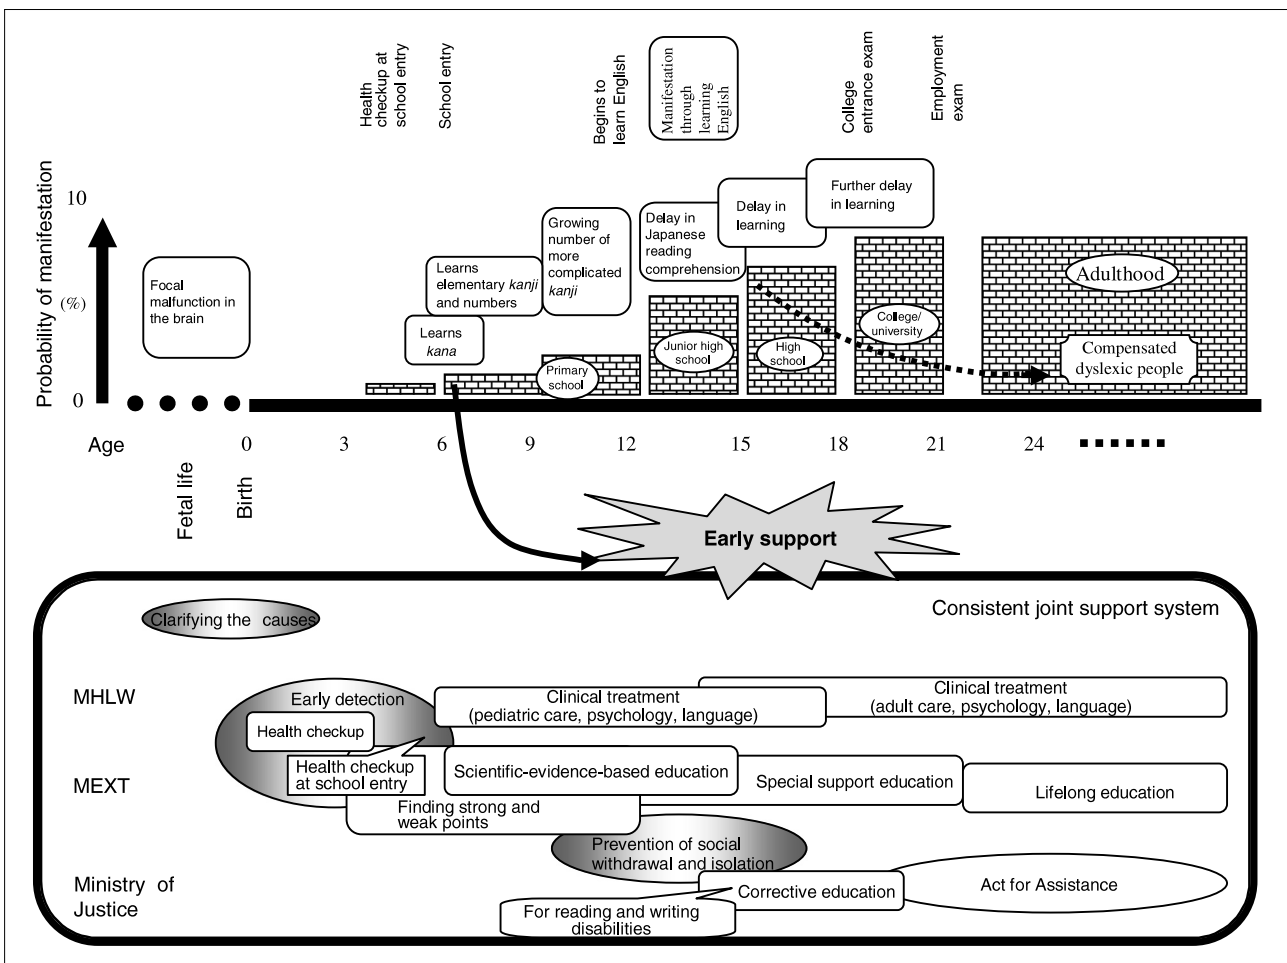 Health
checkup at
school entry
School entry
Begins to
learn English
Manifestation
through
learning
English
College
entrance exam
Employment
exam
Probability of manifestation
(%)
10
0
Focal
malfunction in
the brain
Learns
kana
Learns
elementary kanji
and numbers
Growing
number of
more
complicated
kanji
Delay in
Japanese
reading
comprehension
Delay in
learning
Further delay
in learning
Primary
school
Junior high
school
High
school
College/
university
Adulthood
Compensated
dyslexic people
Age
0
3
6
9
12
15
18
21
24
Fetal life
Birth
Early support
Consistent joint support system
Clarifying the causes
MHLW
Early detection
Health checkup
Clinical treatment
(pediatric care, psychology, language)
Clinical treatment
(adult care, psychology, language)
MEXT
Health checkup
at school entry
Scientific-evidence-based education
Special support education
Lifelong education
Finding strong and
weak points
Prevention of social
withdrawal and isolation
Ministry of
Justice
Corrective education
Act for Assistance
For reading and writing
disabilities